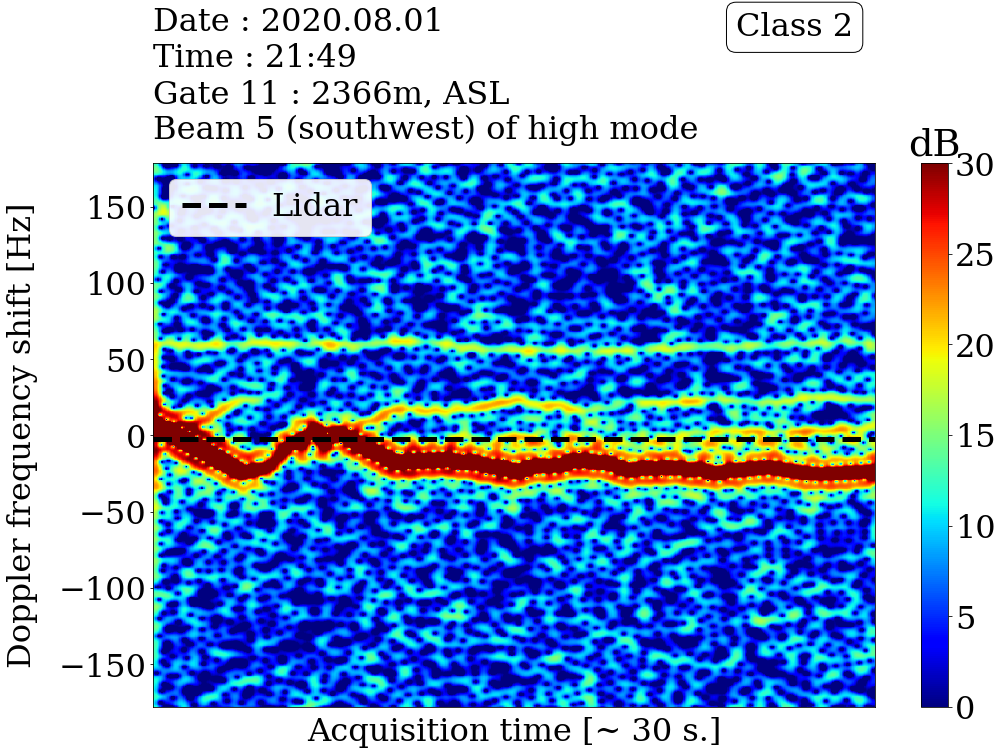 Date : 2020.08.01
Time : 21:49
Gate 11 : 2366m, ASL
Beam 5 (southwest) of high mode
Class 2
dB
Lidar
Doppler frequency shift [Hz]
150
100
50
0
−50
−100
−150
30
25
20
15
10
5
0
Acquisition time [~ 30 s.]